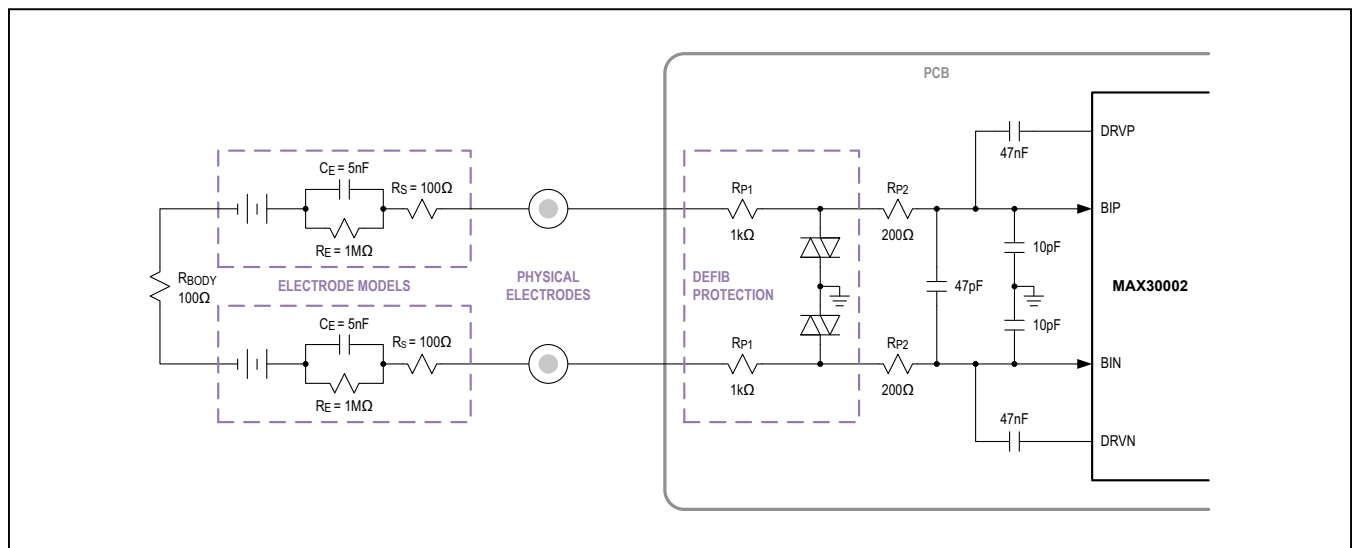 PCB
DRVP
47nF
CE = 5nF
RS = 100Ω
RP1
RP2
BIP
1kΩ
200Ω
RE = 1MΩ
10pF
RBODY
100Ω
ELECTRODE MODELS
PHYSICAL
ELECTRODES
DEFIB
PROTECTION
47pF
MAX30002
CE = 5nF
RS = 100Ω
10pF
RP1
RP2
BIN
1kΩ
200Ω
RE = 1MΩ
47nF
DRVN